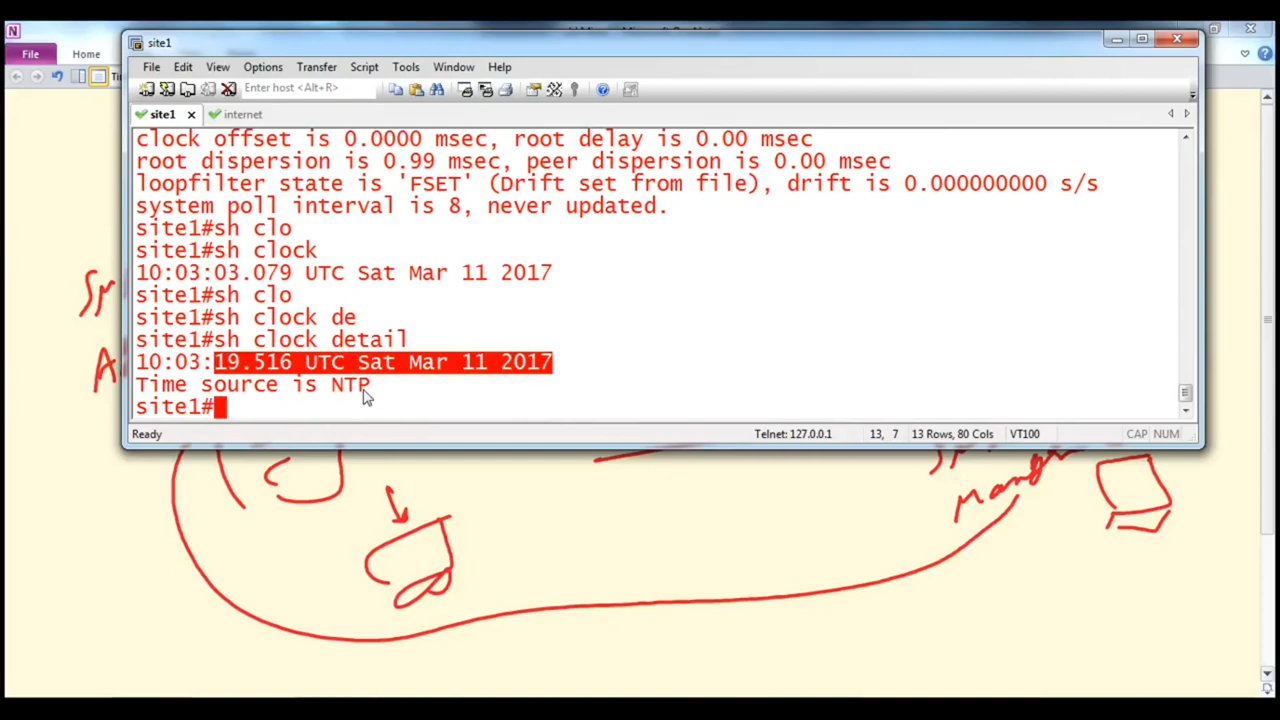 File Home
site1
File Edit View Options Transfer Script Tools Window Help
Enter host <Alt+R>
site1 internet
clock offset is 0.0000 msec, root delay is 0.00 msec
root dispersion is 0.99 msec, peer dispersion is 0.00 msec
loopfilter state is 'FSET' (Drift set from file), drift is 0.000000000 s/s
system poll interval is 8, never updated.
site1#sh clo
site1#sh clock
10:03:03.079 UTC Sat Mar 11 2017
site1#sh clo
site1#sh clock de
site1#sh clock detail
10:03:19.516 UTC Sat Mar 11 2017
Time source is NTP
site1#
Ready Telnet: 127.0.0.1 13, 7 13 Rows, 80 Cols VT100 CAP NUM